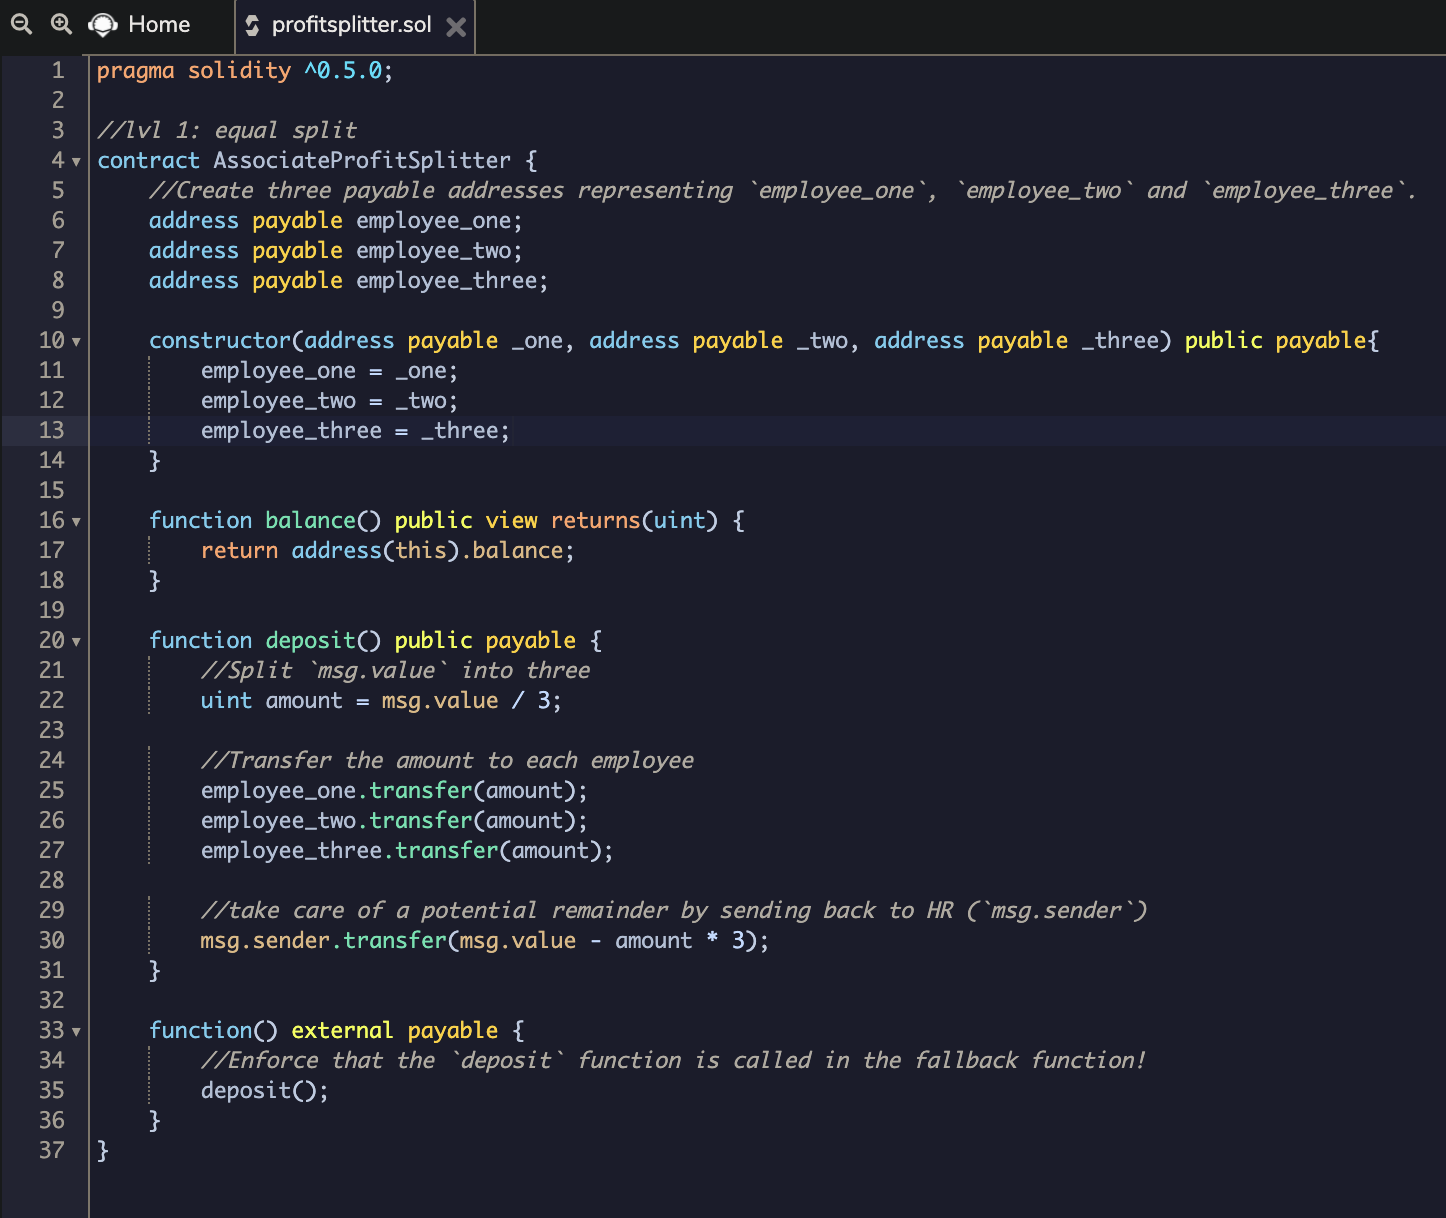 Home profitsplitter.sol
1 pragma solidity ^0.5.0;
2
3 //lvl 1: equal split
4 contract AssociateProfitSplitter {
5 //Create three payable addresses representing `employee_one`, `employee_two` and `employee_three`.
6 address payable employee_one;
7 address payable employee_two;
8 address payable employee_three;
9
10 constructor(address payable _one, address payable _two, address payable _three) public payable{
11 employee_one = _one;
12 employee_two = _two;
13 employee_three = _three;
14 }
15
16 function balance() public view returns(uint) {
17 return address(this).balance;
18 }
19
20 function deposit() public payable {
21 //Split `msg.value` into three
22 uint amount = msg.value / 3;
23
24 //Transfer the amount to each employee
25 employee_one.transfer(amount);
26 employee_two.transfer(amount);
27 employee_three.transfer(amount);
28
29 //take care of a potential remainder by sending back to HR (`msg.sender`)
30 msg.sender.transfer(msg.value - amount * 3);
31 }
32
33 function() external payable {
34 //Enforce that the `deposit` function is called in the fallback function!
35 deposit();
36 }
37 }